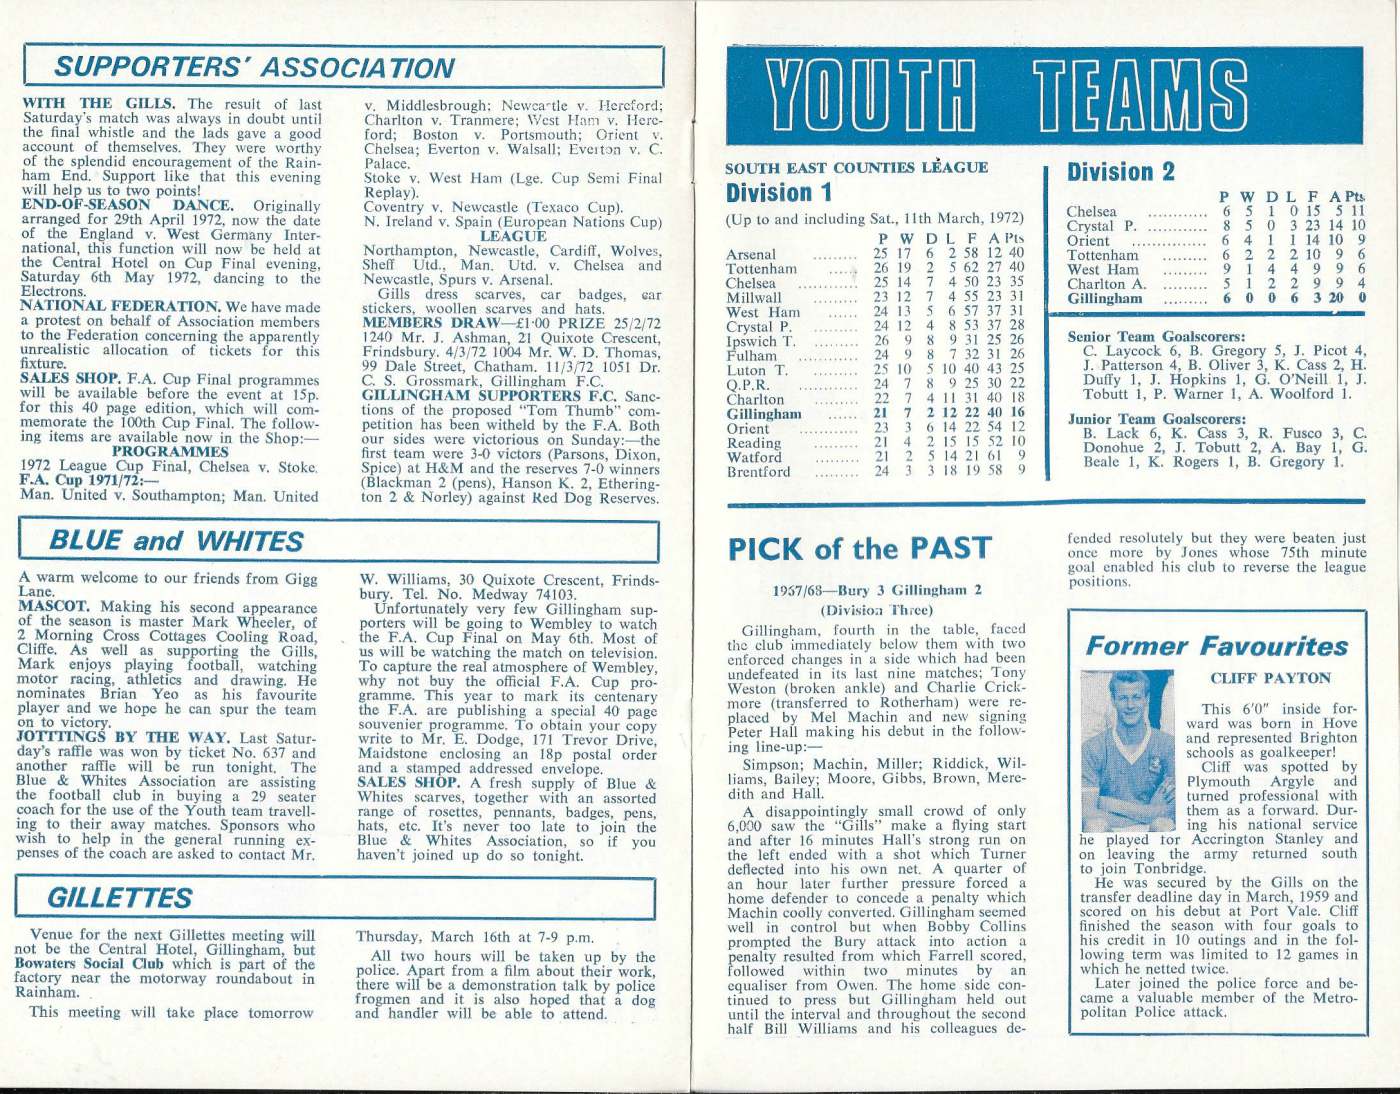 SUPPORTERS' ASSOCIATION
WITH THE GILLS. The result of last
Saturday's match was always in doubt until
the final whistle and the lads gave a good
account of themselves. They were worthy
of the splendid encouragement of the Rain-
ham End. Support like that this evening
will help us to two points!
END-OF-SEASON DANCE. Originally
arranged for 29th April 1972, now the date
of the England v. West Germany Inter-
national, this function will now be held at
the Central Hotel on Cup Final evening,
Saturday 6th May 1972, dancing to the
Electrons.
NATIONAL FEDERATION. We have made
a protest on behalf of Association members
to the Federation concerning the apparently
unrealistic allocation of tickets for this
fixture.
SALES SHOP. F.A. Cup Final programmes
will be available before the event at 15p.
for this 40 page edition, which will com-
memorate the 100th Cup Final. The follow-
ing items are available now in the Shop:—
PROGRAMMES
1972 League Cup Final, Chelsea v. Stoke.
F.A. Cup 1971/72:—
Man. United v. Southampton; Man. United
v. Middlesbrough; Newcastle v. Hereford;
Charlton v. Tranmere; West Ham v. Here-
ford; Boston v. Portsmouth; Orient v.
Chelsea; Everton v. Walsall; Everton v. C.
Palace.
Stoke v. West Ham (Lge. Cup Semi Final
Replay).
Coventry v. Newcastle (Texaco Cup).
N. Ireland v. Spain (European Nations Cup)
LEAGUE
Northampton, Newcastle, Cardiff, Wolves,
Sheff Utd., Man. Utd. v. Chelsea and
Newcastle, Spurs v. Arsenal.
Gills dress scarves, car badges, car
stickers, woollen scarves and hats.
MEMBERS DRAW—£1·00 PRIZE 25/2/72
1240 Mr. J. Ashman, 21 Quixote Crescent,
Frindsbury. 4/3/72 1004 Mr. W. D. Thomas,
99 Dale Street, Chatham. 11/3/72 1051 Dr.
C. S. Grossmark, Gillingham F.C.
GILLINGHAM SUPPORTERS F.C. Sanc-
tions of the proposed "Tom Thumb" com-
petition has been witheld by the F.A. Both
our sides were victorious on Sunday:—the
first team were 3-0 victors (Parsons, Dixon,
Spice) at H&M and the reserves 7-0 winners
(Blackman 2 (pens), Hanson K. 2, Ethering-
ton 2 & Norley) against Red Dog Reserves.
BLUE and WHITES
A warm welcome to our friends from Gigg
Lane.
MASCOT. Making his second appearance
of the season is master Mark Wheeler, of
2 Morning Cross Cottages Cooling Road,
Cliffe. As well as supporting the Gills,
Mark enjoys playing football, watching
motor racing, athletics and drawing. He
nominates Brian Yeo as his favourite
player and we hope he can spur the team
on to victory.
JOTTTINGS BY THE WAY. Last Satur-
day's raffle was won by ticket No. 637 and
another raffle will be run tonight. The
Blue & Whites Association are assisting
the football club in buying a 29 seater
coach for the use of the Youth team travell-
ing to their away matches. Sponsors who
wish to help in the general running ex-
penses of the coach are asked to contact Mr.
W. Williams, 30 Quixote Crescent, Frinds-
bury. Tel. No. Medway 74103.
Unfortunately very few Gillingham sup-
porters will be going to Wembley to watch
the F.A. Cup Final on May 6th. Most of
us will be watching the match on television.
To capture the real atmosphere of Wembley,
why not buy the official F.A. Cup pro-
gramme. This year to mark its centenary
the F.A. are publishing a special 40 page
souvenier programme. To obtain your copy
write to Mr. E. Dodge, 171 Trevor Drive,
Maidstone enclosing an 18p postal order
and a stamped addressed envelope.
SALES SHOP. A fresh supply of Blue &
Whites scarves, together with an assorted
range of rosettes, pennants, badges, pens,
hats, etc. It's never too late to join the
Blue & Whites Association, so if you
haven't joined up do so tonight.
GILLETTES
Venue for the next Gillettes meeting will
not be the Central Hotel, Gillingham, but
Bowaters Social Club which is part of the
factory near the motorway roundabout in
Rainham.
This meeting will take place tomorrow
Thursday, March 16th at 7-9 p.m.
All two hours will be taken up by the
police. Apart from a film about their work,
there will be a demonstration talk by police
frogmen and it is also hoped that a dog
and handler will be able to attend.
YOUTH TEAMS
SOUTH EAST COUNTIES LEAGUE
Division 1
(Up to and including Sat., 11th March, 1972)
P W D L F A Pts
Arsenal ......... 25 17 6 2 58 12 40
Tottenham ...... 26 19 2 5 62 27 40
Chelsea ............ 25 14 7 4 50 23 35
Millwall ......... 23 12 7 4 55 23 31
West Ham ...... 24 13 5 6 57 37 31
Crystal P. ......... 24 12 4 8 53 37 28
Ipswich T. ...... 26 9 8 9 31 25 26
Fulham ............ 24 9 8 7 32 31 26
Luton T. ......... 25 10 5 10 40 43 25
Q.P.R. ............ 24 7 8 9 25 30 22
Charlton ......... 22 7 4 11 31 40 18
Gillingham ...... 21 7 2 12 22 40 16
Orient ............ 23 3 6 14 22 54 12
Reading ......... 21 4 2 15 15 52 10
Watford ......... 21 2 5 14 21 61 9
Brentford ......... 24 3 3 18 19 58 9
Division 2
P W D L F A Pts
Chelsea ............ 6 5 1 0 15 5 11
Crystal P. ......... 8 5 0 3 23 14 10
Orient ............... 6 4 1 1 14 10 9
Tottenham ......... 6 2 2 2 10 9 6
West Ham ......... 9 1 4 4 9 9 6
Charlton A. ......... 5 1 2 2 9 9 4
Gillingham ......... 6 0 0 6 3 20 0
Senior Team Goalscorers:
C. Laycock 6, B. Gregory 5, J. Picot 4,
J. Patterson 4, B. Oliver 3, K. Cass 2, H.
Duffy 1, J. Hopkins 1, G. O'Neill 1, J.
Tobutt 1, P. Warner 1, A. Woolford 1.
Junior Team Goalscorers:
B. Lack 6, K. Cass 3, R. Fusco 3, C.
Donohue 2, J. Tobutt 2, A. Bay 1, G.
Beale 1, K. Rogers 1, B. Gregory 1.
PICK of the PAST
1967/68—Bury 3 Gillingham 2
(Division Three)
Gillingham, fourth in the table, faced
the club immediately below them with two
enforced changes in a side which had been
undefeated in its last nine matches; Tony
Weston (broken ankle) and Charlie Crick-
more (transferred to Rotherham) were re-
placed by Mel Machin and new signing
Peter Hall making his debut in the follow-
ing line-up:—
Simpson; Machin, Miller; Riddick, Wil-
liams, Bailey; Moore, Gibbs, Brown, Mere-
dith and Hall.
A disappointingly small crowd of only
6,000 saw the "Gills" make a flying start
and after 16 minutes Hall's strong run on
the left ended with a shot which Turner
deflected into his own net. A quarter of
an hour later further pressure forced a
home defender to concede a penalty which
Machin coolly converted. Gillingham seemed
well in control but when Bobby Collins
prompted the Bury attack into action a
penalty resulted from which Farrell scored,
followed within two minutes by an
equaliser from Owen. The home side con-
tinued to press but Gillingham held out
until the interval and throughout the second
half Bill Williams and his colleagues de-
fended resolutely but they were beaten just
once more by Jones whose 75th minute
goal enabled his club to reverse the league
positions.
Former Favourites
CLIFF PAYTON
This 6'0" inside for-
ward was born in Hove
and represented Brighton
schools as goalkeeper!
Cliff was spotted by
Plymouth Argyle and
turned professional with
them as a forward. Dur-
ing his national service
he played for Accrington Stanley and
on leaving the army returned south
to join Tonbridge.
He was secured by the Gills on the
transfer deadline day in March, 1959 and
scored on his debut at Port Vale. Cliff
finished the season with four goals to
his credit in 10 outings and in the fol-
lowing term was limited to 12 games in
which he netted twice.
Later joined the police force and be-
came a valuable member of the Metro-
politan Police attack.